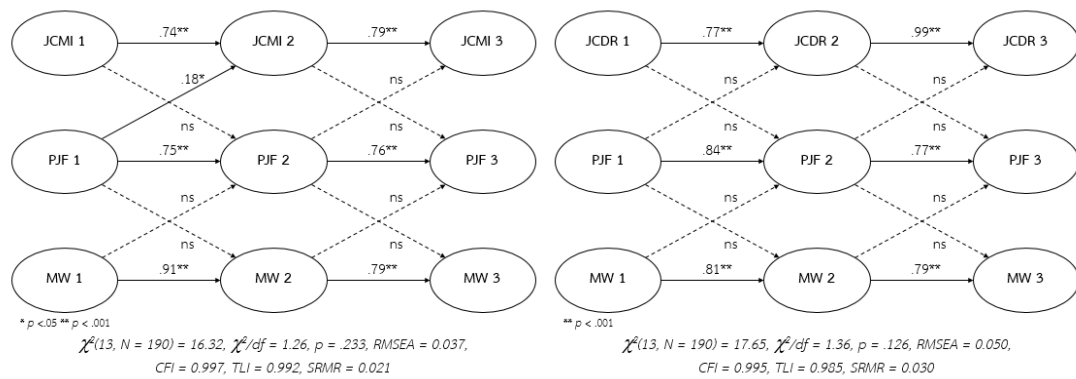 JCMI 1 .74** JCMI 2 .79** JCMI 3
.18* ns
ns ns
PJF 1 .75** PJF 2 .76** PJF 3
ns ns
ns ns
MW 1 .91** MW 2 .79** MW 3
* p <.05 ** p < .001
χ²(13, N = 190) = 16.32, χ²/df = 1.26, p = .233, RMSEA = 0.037,
CFI = 0.997, TLI = 0.992, SRMR = 0.021
JCDR 1 .77** JCDR 2 .99** JCDR 3
ns ns
ns ns
PJF 1 .84** PJF 2 .77** PJF 3
ns ns
ns ns
MW 1 .81** MW 2 .79** MW 3
** p < .001
χ²(13, N = 190) = 17.65, χ²/df = 1.36, p = .126, RMSEA = 0.050,
CFI = 0.995, TLI = 0.985, SRMR = 0.030